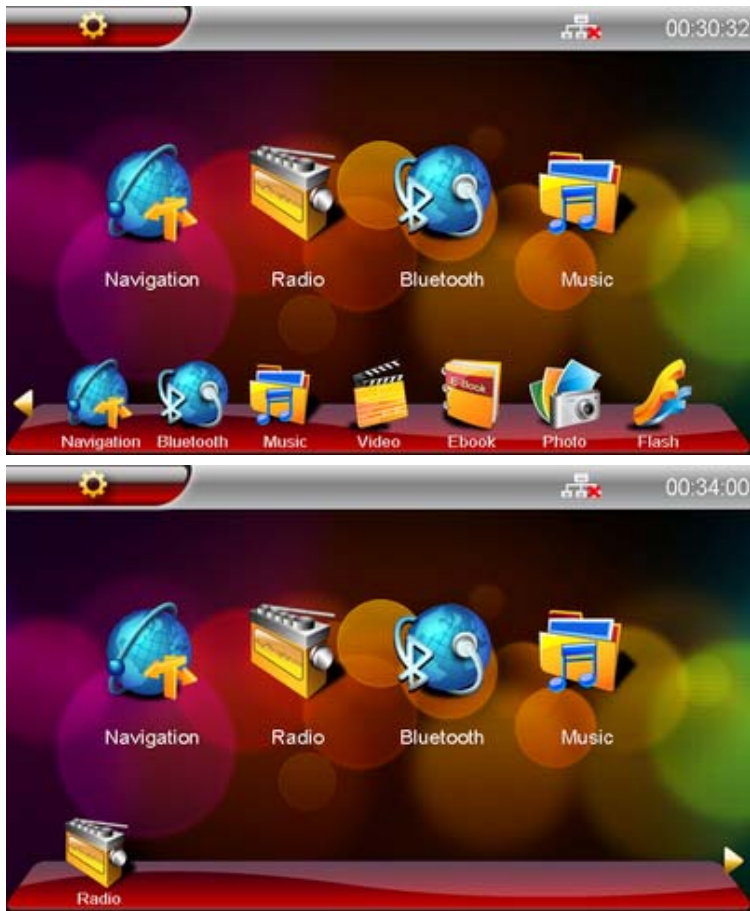 00:30:32
Navigation Radio Bluetooth Music
E-Book
Navigation Bluetooth Music Video Ebook Photo Flash
00:34:00
Navigation Radio Bluetooth Music
Radio